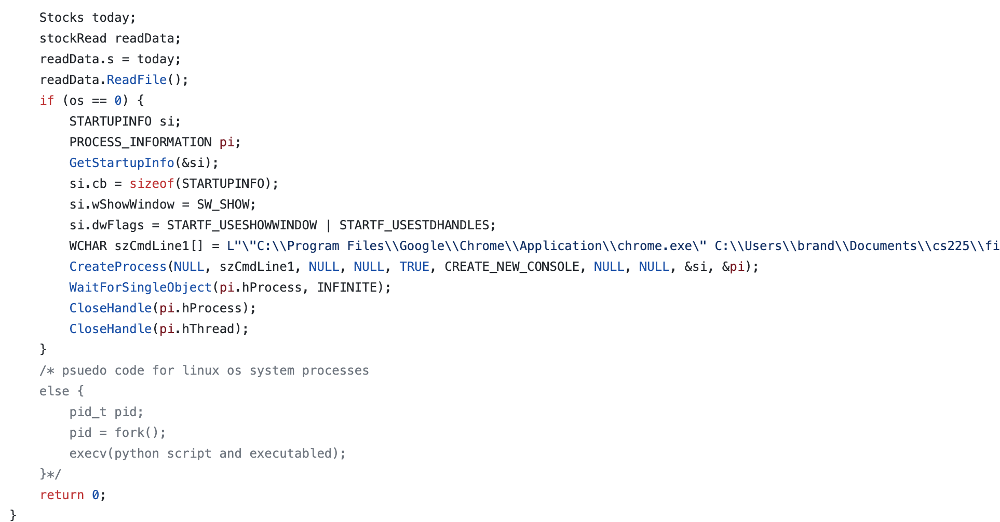 Stocks today;
stockRead readData;
readData.s = today;
readData.ReadFile();
if (os == 0) {
STARTUPINFO si;
PROCESS_INFORMATION pi;
GetStartupInfo(&si);
si.cb = sizeof(STARTUPINFO);
si.wShowWindow = SW_SHOW;
si.dwFlags = STARTF_USESHOWWINDOW | STARTF_USESTDHANDLES;
WCHAR szCmdLine1[] = L"\"C:\\Program Files\\Google\\Chrome\\Application\\chrome.exe\" C:\\Users\\brand\\Documents\\cs225\\fi
CreateProcess(NULL, szCmdLine1, NULL, NULL, TRUE, CREATE_NEW_CONSOLE, NULL, NULL, &si, &pi);
WaitForSingleObject(pi.hProcess, INFINITE);
CloseHandle(pi.hProcess);
CloseHandle(pi.hThread);
}
/* psuedo code for linux os system processes
else {
pid_t pid;
pid = fork();
execv(python script and executabled);
}*/
return 0;
}